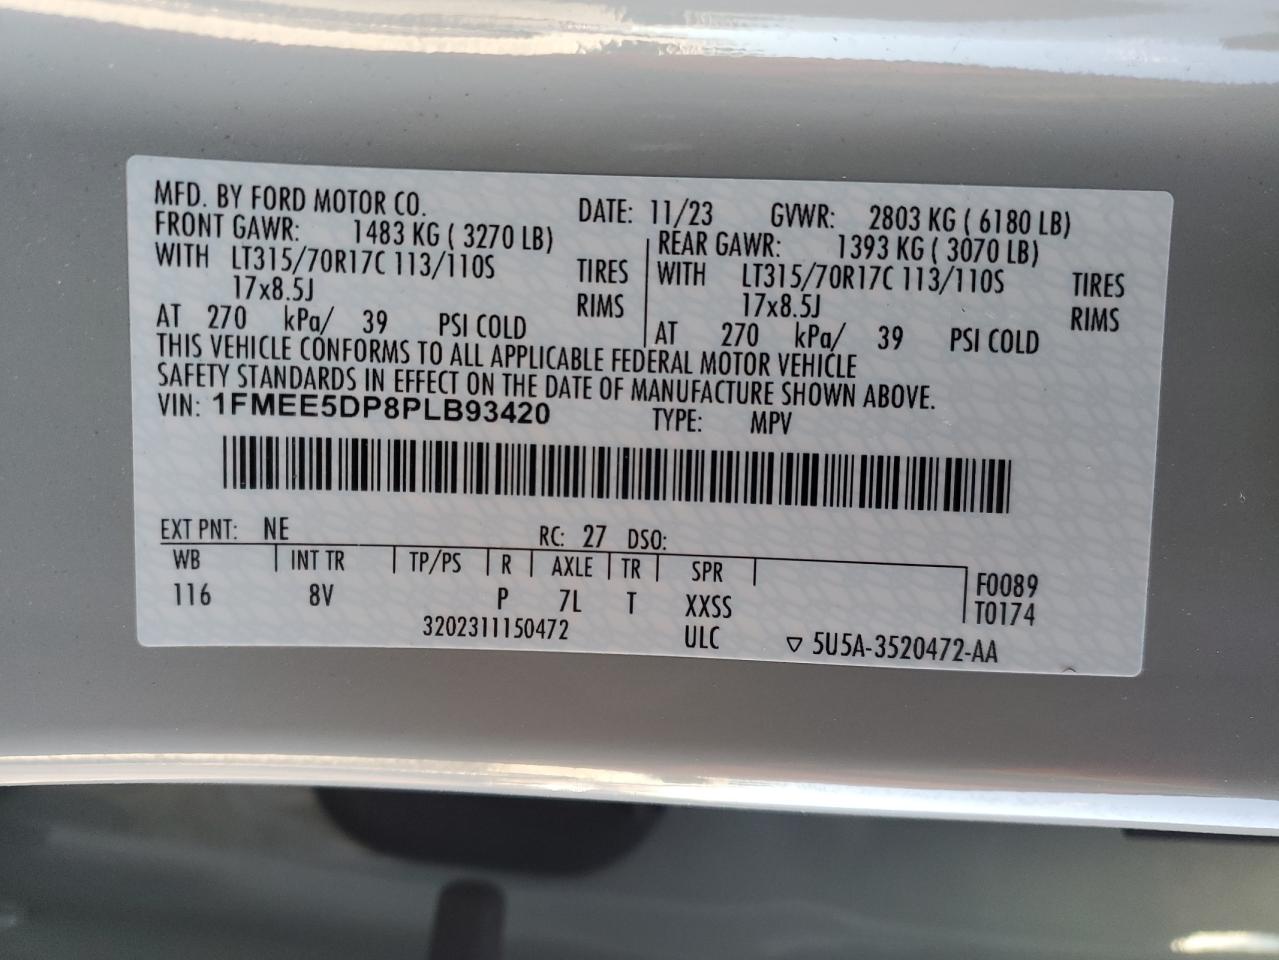 MFD. BY FORD MOTOR CO. DATE: 11/23 GVWR: 2803 KG ( 6180 LB)
FRONT GAWR: 1483 KG ( 3270 LB) REAR GAWR: 1393 KG ( 3070 LB)
WITH LT315/70R17C 113/110S TIRES WITH LT315/70R17C 113/110S TIRES
17x8.5J RIMS 17x8.5J RIMS
AT 270 kPa/ 39 PSI COLD AT 270 kPa/ 39 PSI COLD
THIS VEHICLE CONFORMS TO ALL APPLICABLE FEDERAL MOTOR VEHICLE
SAFETY STANDARDS IN EFFECT ON THE DATE OF MANUFACTURE SHOWN ABOVE.
VIN: 1FMEE5DP8PLB93420 TYPE: MPV
EXT PNT: NE RC: 27 DSO:
WB INT TR TP/PS R AXLE TR SPR F0089
116 8V P 7L T XXSS T0174
3202311150472 ULC ▽ 5U5A-3520472-AA